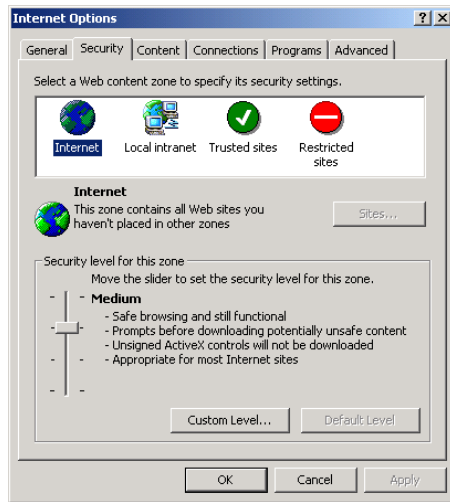 Internet Options
General Security Content Connections Programs Advanced
Select a Web content zone to specify its security settings.
Internet Local intranet Trusted sites Restricted
sites
Internet
This zone contains all Web sites you
haven't placed in other zones
Sites...
Security level for this zone
Move the slider to set the security level for this zone.
Medium
- Safe browsing and still functional
- Prompts before downloading potentially unsafe content
- Unsigned ActiveX controls will not be downloaded
- Appropriate for most Internet sites
Custom Level... Default Level
OK Cancel Apply